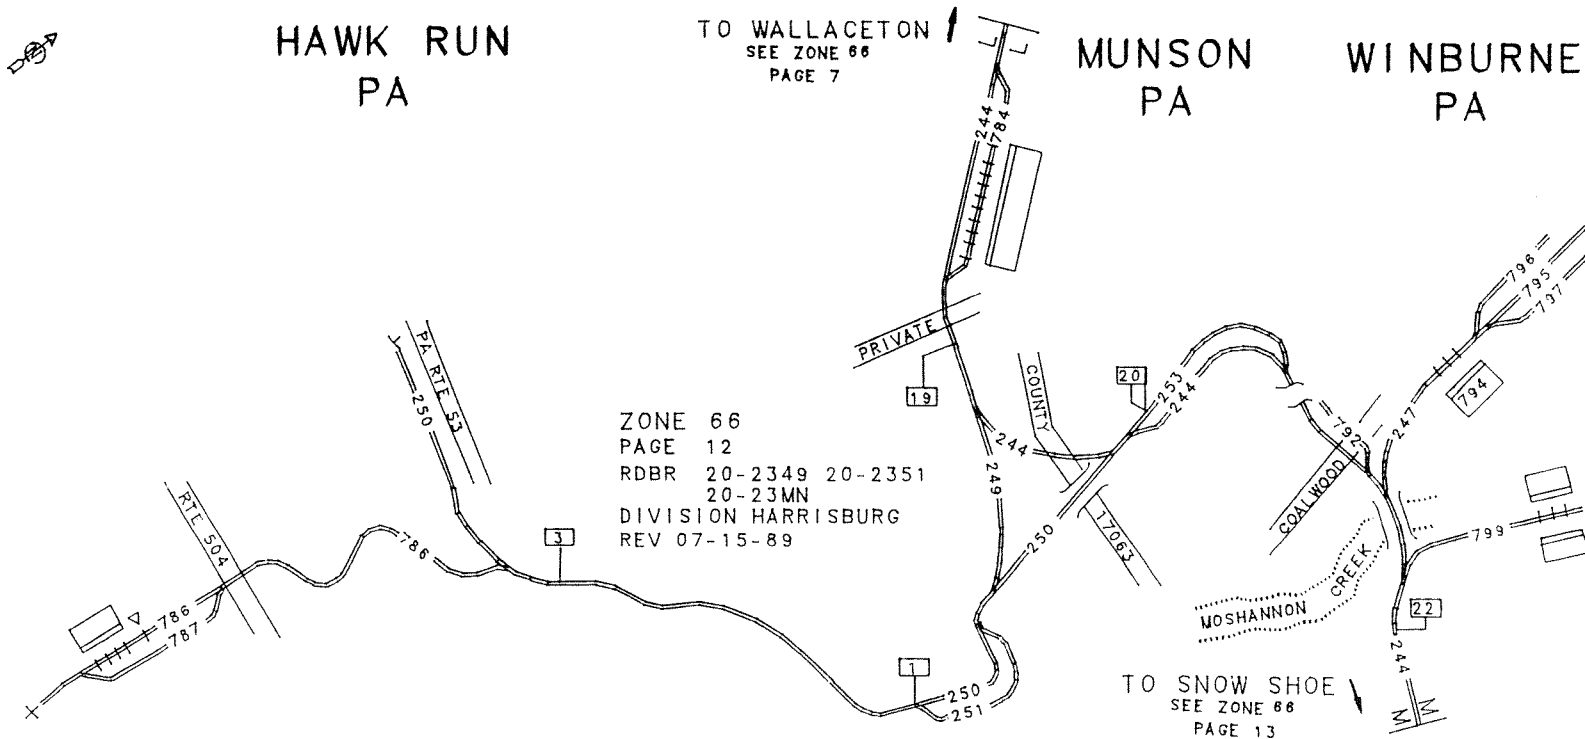 HAWK RUN
PA
TO WALLACETON
SEE ZONE 66
PAGE 7
MUNSON
PA
WINBURNE
PA
244
784
PRIVATE
19
COUNTY
20
253
244
796
795
797
794
247
792
COALWOOD
PA RTE 53
250
ZONE 66
PAGE 12
RDBR 20-2349 20-2351
20-23MN
DIVISION HARRISBURG
REV 07-15-89
244
249
250
17063
799
RTE 504
786
3
CREEK
MOSHANNON
22
786
787
1
250
251
244
TO SNOW SHOE
SEE ZONE 66
PAGE 13
M
M